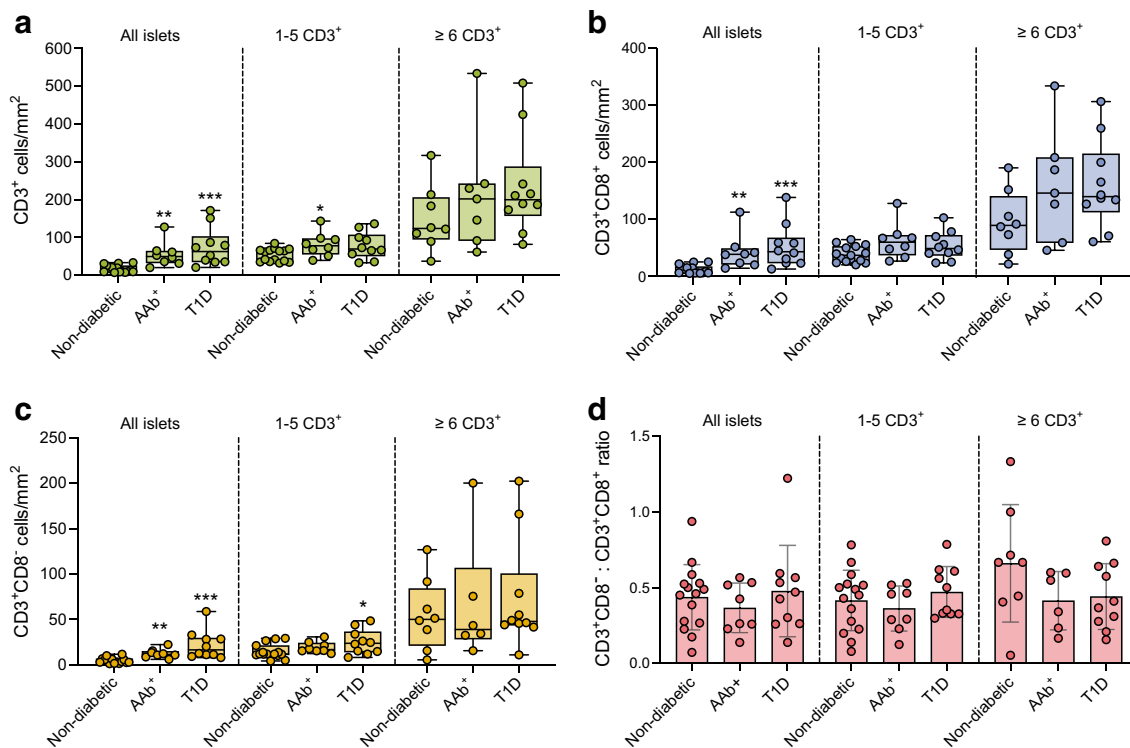 a
All islets
1-5 CD3⁺
≥ 6 CD3⁺
CD3⁺ cells/mm²
600
500
400
300
200
100
0
**
***
*
Non-diabetic
AAb⁺
T1D
Non-diabetic
AAb⁺
T1D
Non-diabetic
AAb⁺
T1D
b
All islets
1-5 CD3⁺
≥ 6 CD3⁺
CD3⁺CD8⁺ cells/mm²
400
300
200
100
0
**
***
Non-diabetic
AAb⁺
T1D
Non-diabetic
AAb⁺
T1D
Non-diabetic
AAb⁺
T1D
c
All islets
1-5 CD3⁺
≥ 6 CD3⁺
CD3⁺CD8⁻ cells/mm²
250
200
150
100
50
0
**
***
*
Non-diabetic
AAb⁺
T1D
Non-diabetic
AAb⁺
T1D
Non-diabetic
AAb⁺
T1D
d
All islets
1-5 CD3⁺
≥ 6 CD3⁺
CD3⁺CD8⁻ : CD3⁺CD8⁺ ratio
1.5
1.0
0.5
0.0
Non-diabetic
AAb+
T1D
Non-diabetic
AAb⁺
T1D
Non-diabetic
AAb⁺
T1D